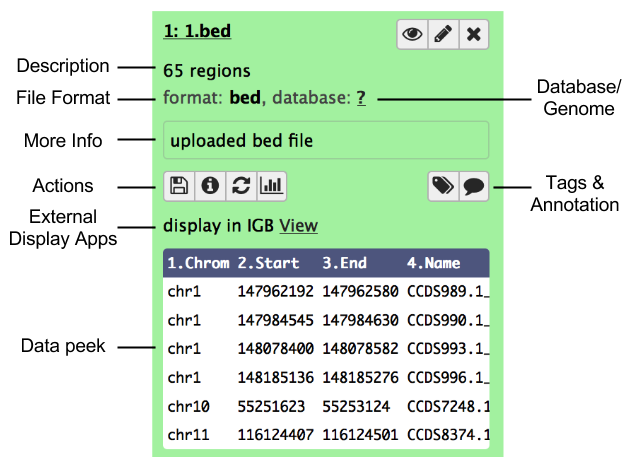 1: 1.bed
Description
65 regions
File Format
format: bed, database: ?
Database/
Genome
More Info
uploaded bed file
Actions
Tags &
Annotation
External
Display Apps
display in IGB View
1.Chrom 2.Start 3.End 4.Name
chr1 147962192 147962580 CCDS989.1_
chr1 147984545 147984630 CCDS990.1_
Data peek
chr1 148078400 148078582 CCDS993.1_
chr1 148185136 148185276 CCDS996.1_
chr10 55251623 55253124 CCDS7248.1
chr11 116124407 116124501 CCDS8374.1